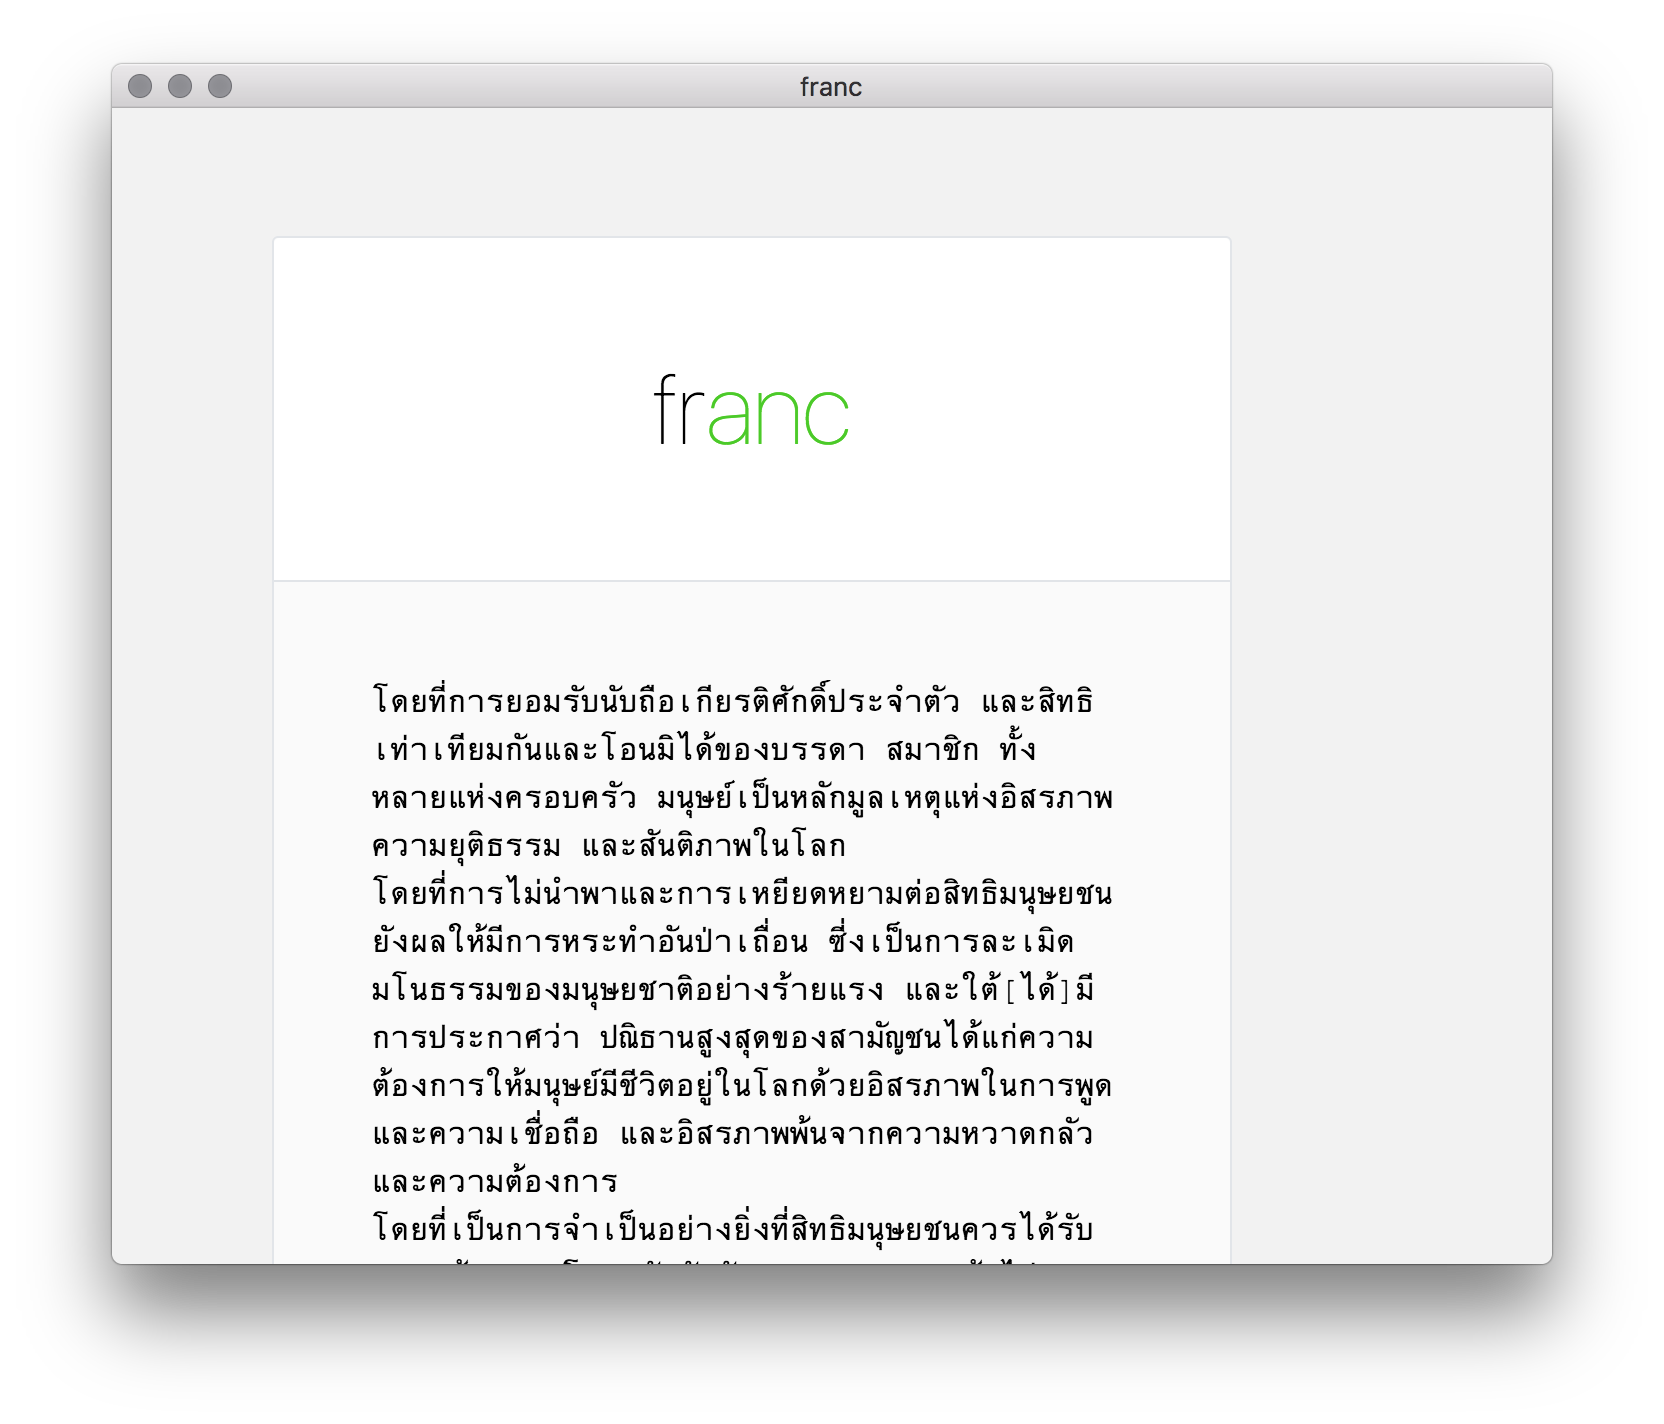 franc
franc
โดยที่การยอมรับนับถือเกียรติศักดิ์ประจำตัว และสิทธิ
เท่าเทียมกันและโอนมิได้ของบรรดา สมาชิก ทั้ง
หลายแห่งครอบครัว มนุษย์เป็นหลักมูลเหตุแห่งอิสรภาพ
ความยุติธรรม และสันติภาพในโลก
โดยที่การไม่นำพาและการเหยียดหยามต่อสิทธิมนุษยชน
ยังผลให้มีการหระทำอันป่าเถื่อน ซี่งเป็นการละเมิด
มโนธรรมของมนุษยชาติอย่างร้ายแรง และใต้[ได้]มี
การประกาศว่า ปณิธานสูงสุดของสามัญชนได้แก่ความ
ต้องการให้มนุษย์มีชีวิตอยู่ในโลกด้วยอิสรภาพในการพูด
และความเชื่อถือ และอิสรภาพพ้นจากความหวาดกลัว
และความต้องการ
โดยที่เป็นการจำเป็นอย่างยิ่งที่สิทธิมนุษยชนควรได้รับ